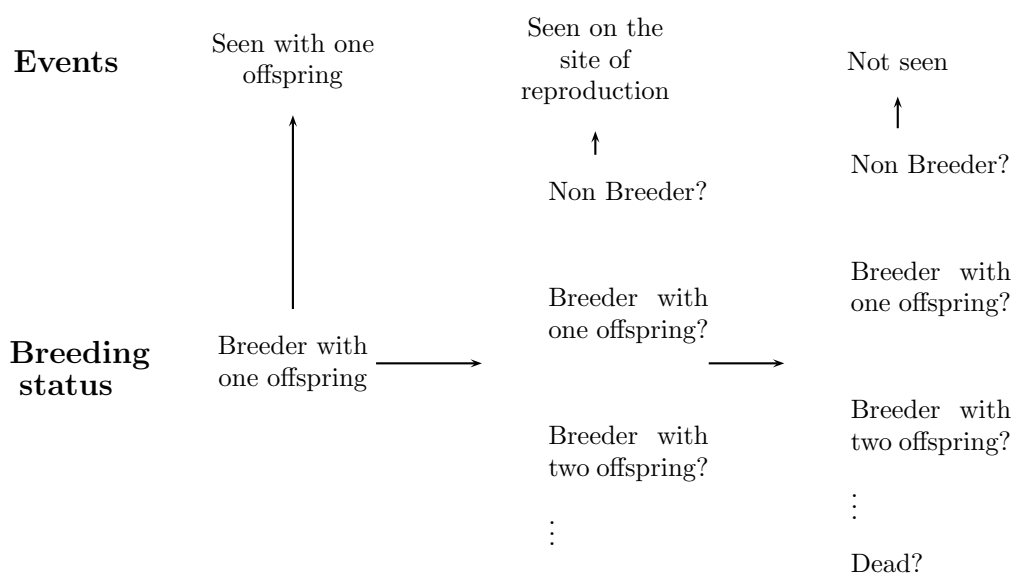 Events
Seen with one
offspring
Seen on the
site of
reproduction
Not seen
Non Breeder?
Non Breeder?
Breeding
status
Breeder with
one offspring
Breeder with
one offspring?
Breeder with
two offspring?
⋮
Breeder with
one offspring?
Breeder with
two offspring?
⋮
Dead?